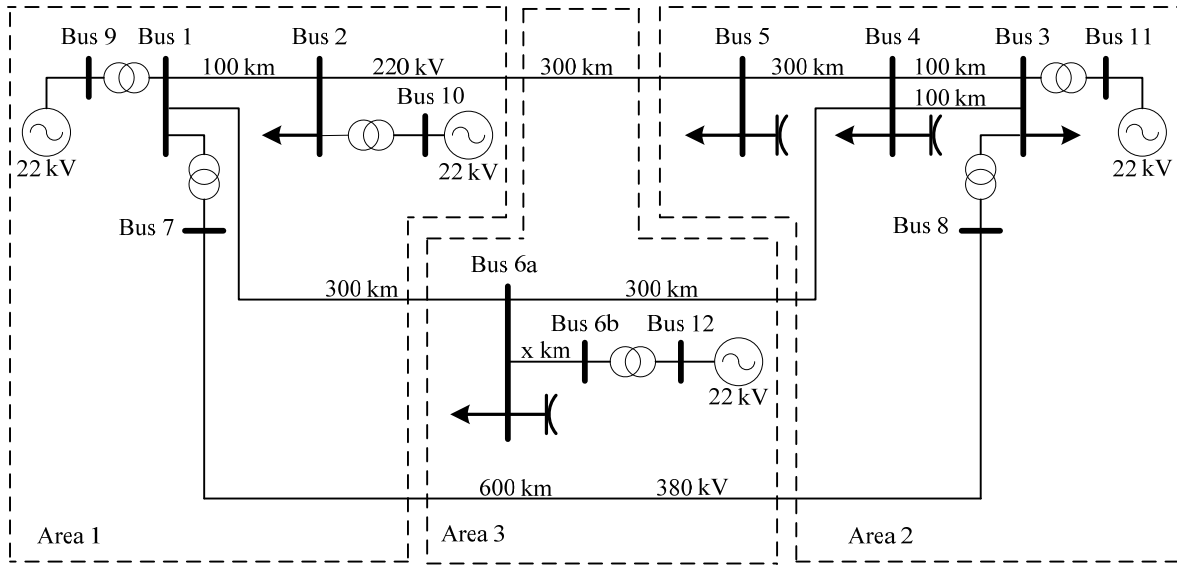 Bus 9
Bus 1
Bus 2
Bus 5
Bus 4
Bus 3
Bus 11
100 km
220 kV
300 km
300 km
100 km
100 km
Bus 10
22 kV
22 kV
22 kV
Bus 7
Bus 8
Bus 6a
300 km
300 km
Bus 6b
Bus 12
x km
22 kV
600 km
380 kV
Area 1
Area 3
Area 2